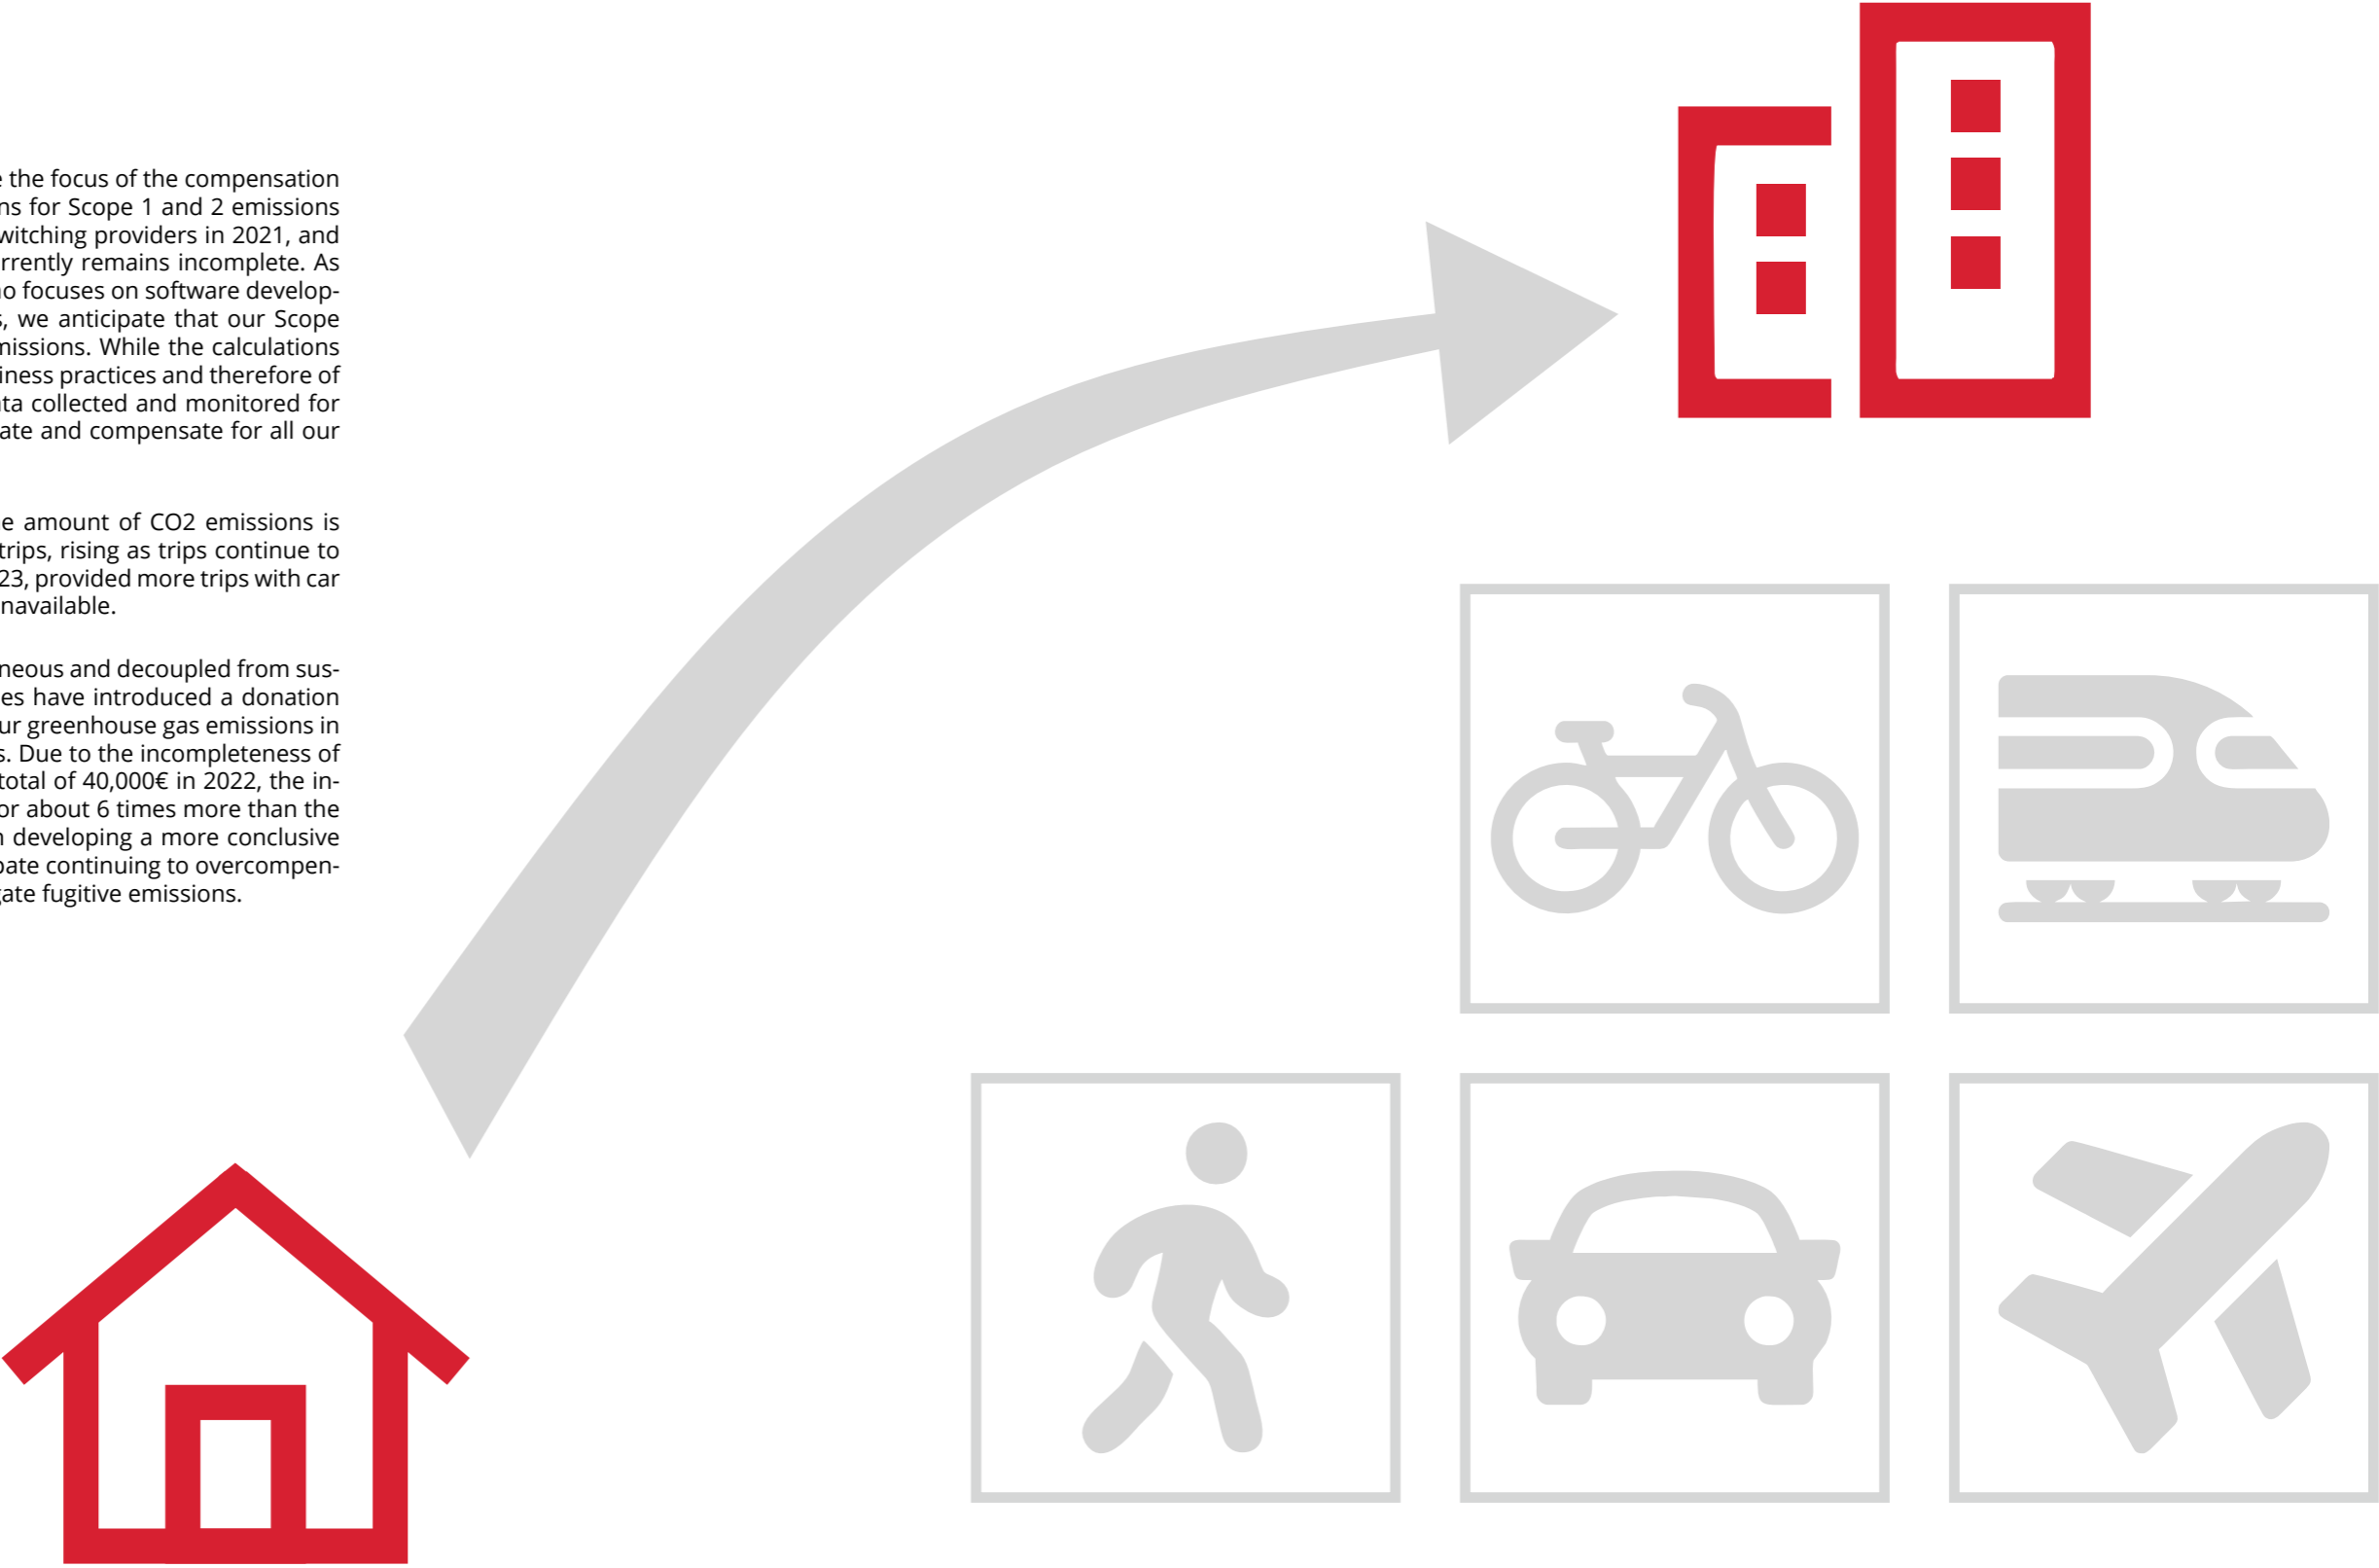 the focus of the compensation
ns for Scope 1 and 2 emissions
witching providers in 2021, and
rrently remains incomplete. As
no focuses on software develop-
s, we anticipate that our Scope
missions. While the calculations
iness practices and therefore of
ta collected and monitored for
ate and compensate for all our
e amount of CO2 emissions is
trips, rising as trips continue to
23, provided more trips with car
navailable.
neous and decoupled from sus-
es have introduced a donation
ur greenhouse gas emissions in
s. Due to the incompleteness of
total of 40,000€ in 2022, the in-
or about 6 times more than the
n developing a more conclusive
pate continuing to overcompen-
gate fugitive emissions.